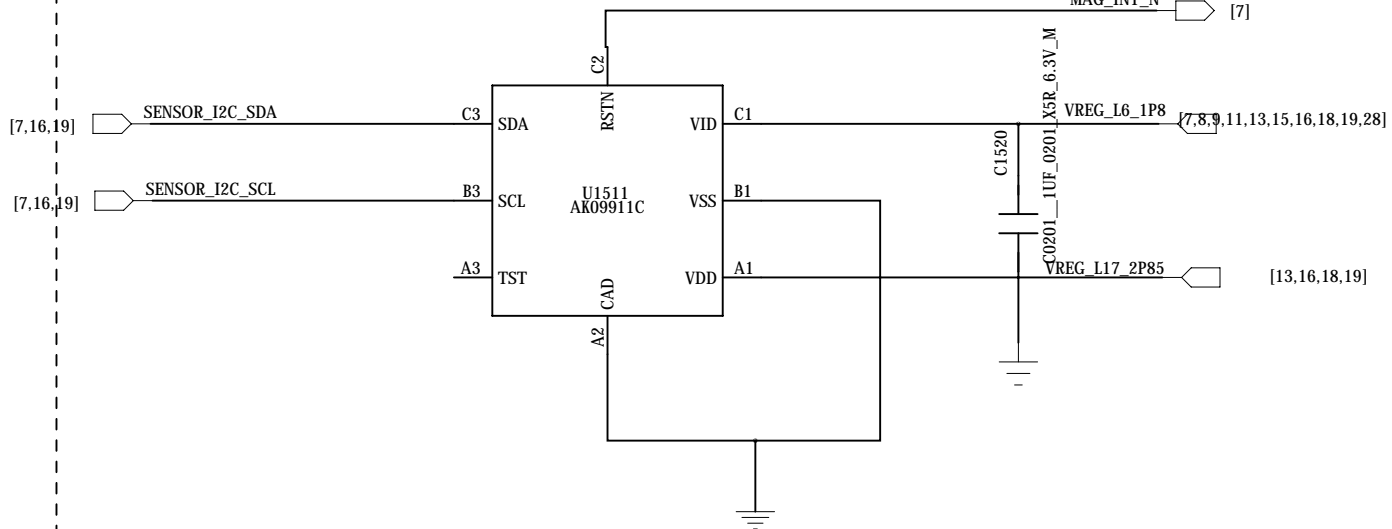 MAG_INT_N
[7]
C2
[7,16,19]
SENSOR_I2C_SDA
C3
SDA
RSTN
VID
C1
VREG_L6_1P8
[7,8,9,11,13,15,16,18,19,28]
C1520
C0201__1UF_0201_X5R_6.3V_M
[7,16,19]
SENSOR_I2C_SCL
B3
SCL
U1511
AK09911C
VSS
B1
A3
TST
CAD
VDD
A1
VREG_L17_2P85
[13,16,18,19]
A2